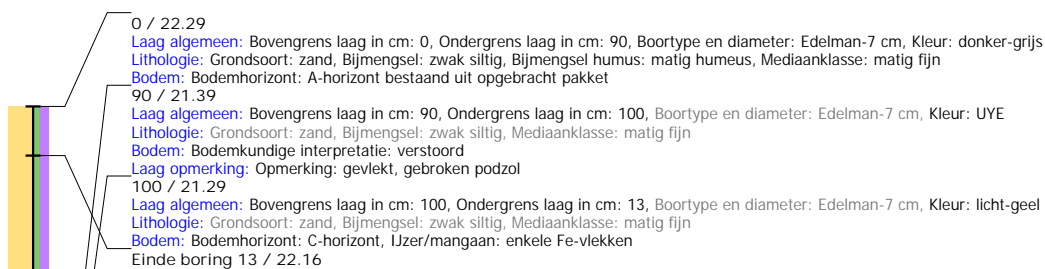 0 / 22.29
Laag algemeen: Bovengrens laag in cm: 0, Ondergrens laag in cm: 90, Boortype en diameter: Edelman-7 cm, Kleur: donker-grijs
Lithologie: Grondsoort: zand, Bijmengsel: zwak siltig, Bijmengsel humus: matig humeus, Mediaanklasse: matig fijn
Bodem: Bodemhorizont: A-horizont bestaand uit opgebracht pakket
90 / 21.39
Laag algemeen: Bovengrens laag in cm: 90, Ondergrens laag in cm: 100, Boortype en diameter: Edelman-7 cm, Kleur: UYE
Lithologie: Grondsoort: zand, Bijmengsel: zwak siltig, Mediaanklasse: matig fijn
Bodem: Bodemkundige interpretatie: verstoord
Laag opmerking: Opmerking: gevlekt, gebroken podzol
100 / 21.29
Laag algemeen: Bovengrens laag in cm: 100, Ondergrens laag in cm: 13, Boortype en diameter: Edelman-7 cm, Kleur: licht-geel
Lithologie: Grondsoort: zand, Bijmengsel: zwak siltig, Mediaanklasse: matig fijn
Bodem: Bodemhorizont: C-horizont, IJzer/mangaan: enkele Fe-vlekken
Einde boring 13 / 22.16